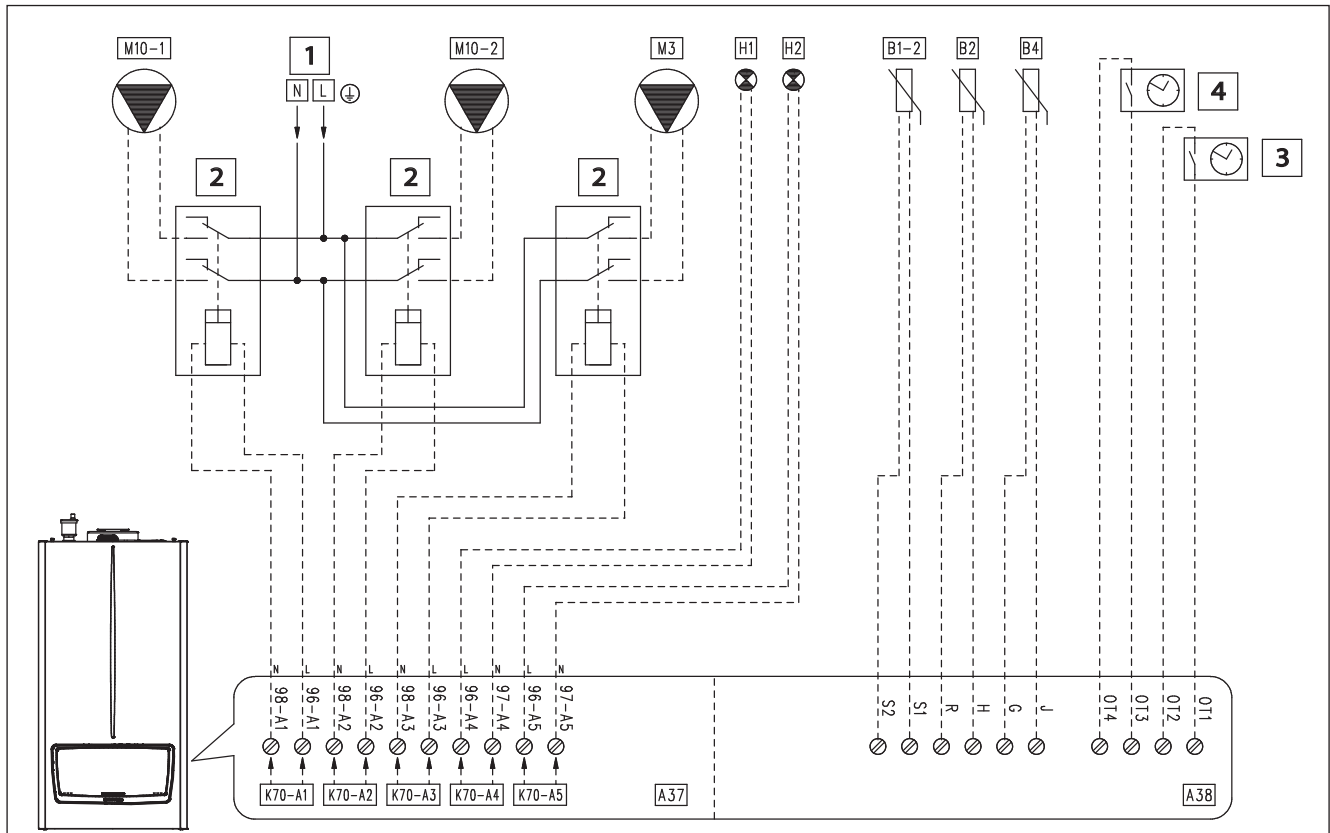 M10-1
1
M10-2
M3
H1
H2
B1-2
B2
B4
N
L
4
3
2
2
2
N
L
N
L
N
L
L
N
L
N
98-A1
96-A1
98-A2
96-A2
98-A3
96-A3
96-A4
97-A4
96-A5
97-A5
S2
S1
R
H
G
J
OT4
OT3
OT2
OT1
K70-A1
K70-A2
K70-A3
K70-A4
K70-A5
A37
A38